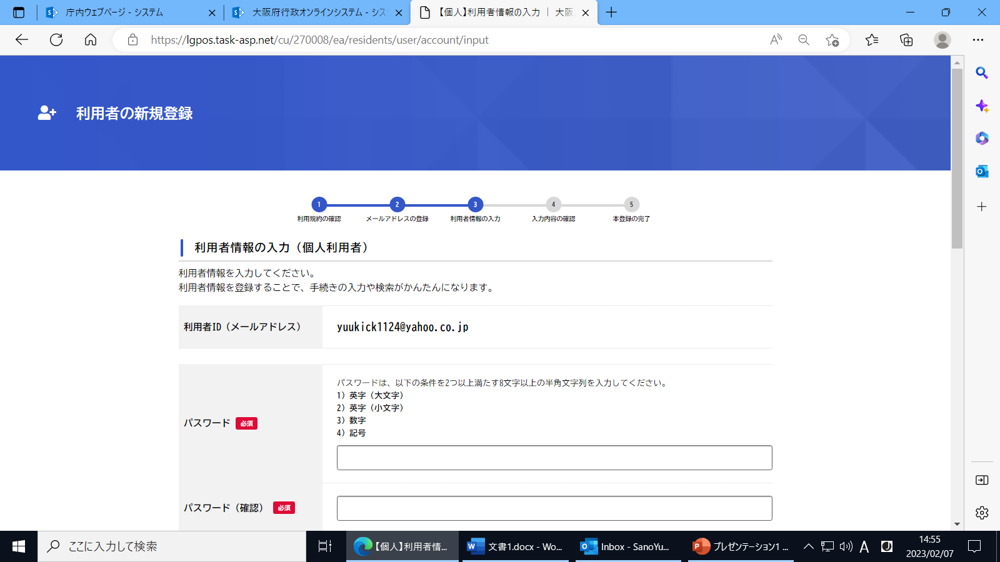 庁内ウェブページ - システム
大阪府行政オンラインシステム - シス
【個人】利用者情報の入力 ｜ 大阪
https://lgpos.task-asp.net/cu/270008/ea/residents/user/account/input
利用者の新規登録
1 2 3 4 5
利用規約の確認 メールアドレスの登録 利用者情報の入力 入力内容の確認 本登録の完了
利用者情報の入力（個人利用者）
利用者情報を入力してください。
利用者情報を登録することで、手続きの入力や検索がかんたんになります。
利用者ID（メールアドレス） yuukick1124@yahoo.co.jp
パスワードは、以下の条件を2つ以上満たす8文字以上の半角文字列を入力してください。
1）英字（大文字）
2）英字（小文字）
3）数字
4）記号
パスワード 必須
パスワード（確認） 必須
ここに入力して検索
【個人】利用者情...
文書1.docx - Wo...
Inbox - SanoYu...
プレゼンテーション1 ...
A
14:55
2023/02/07